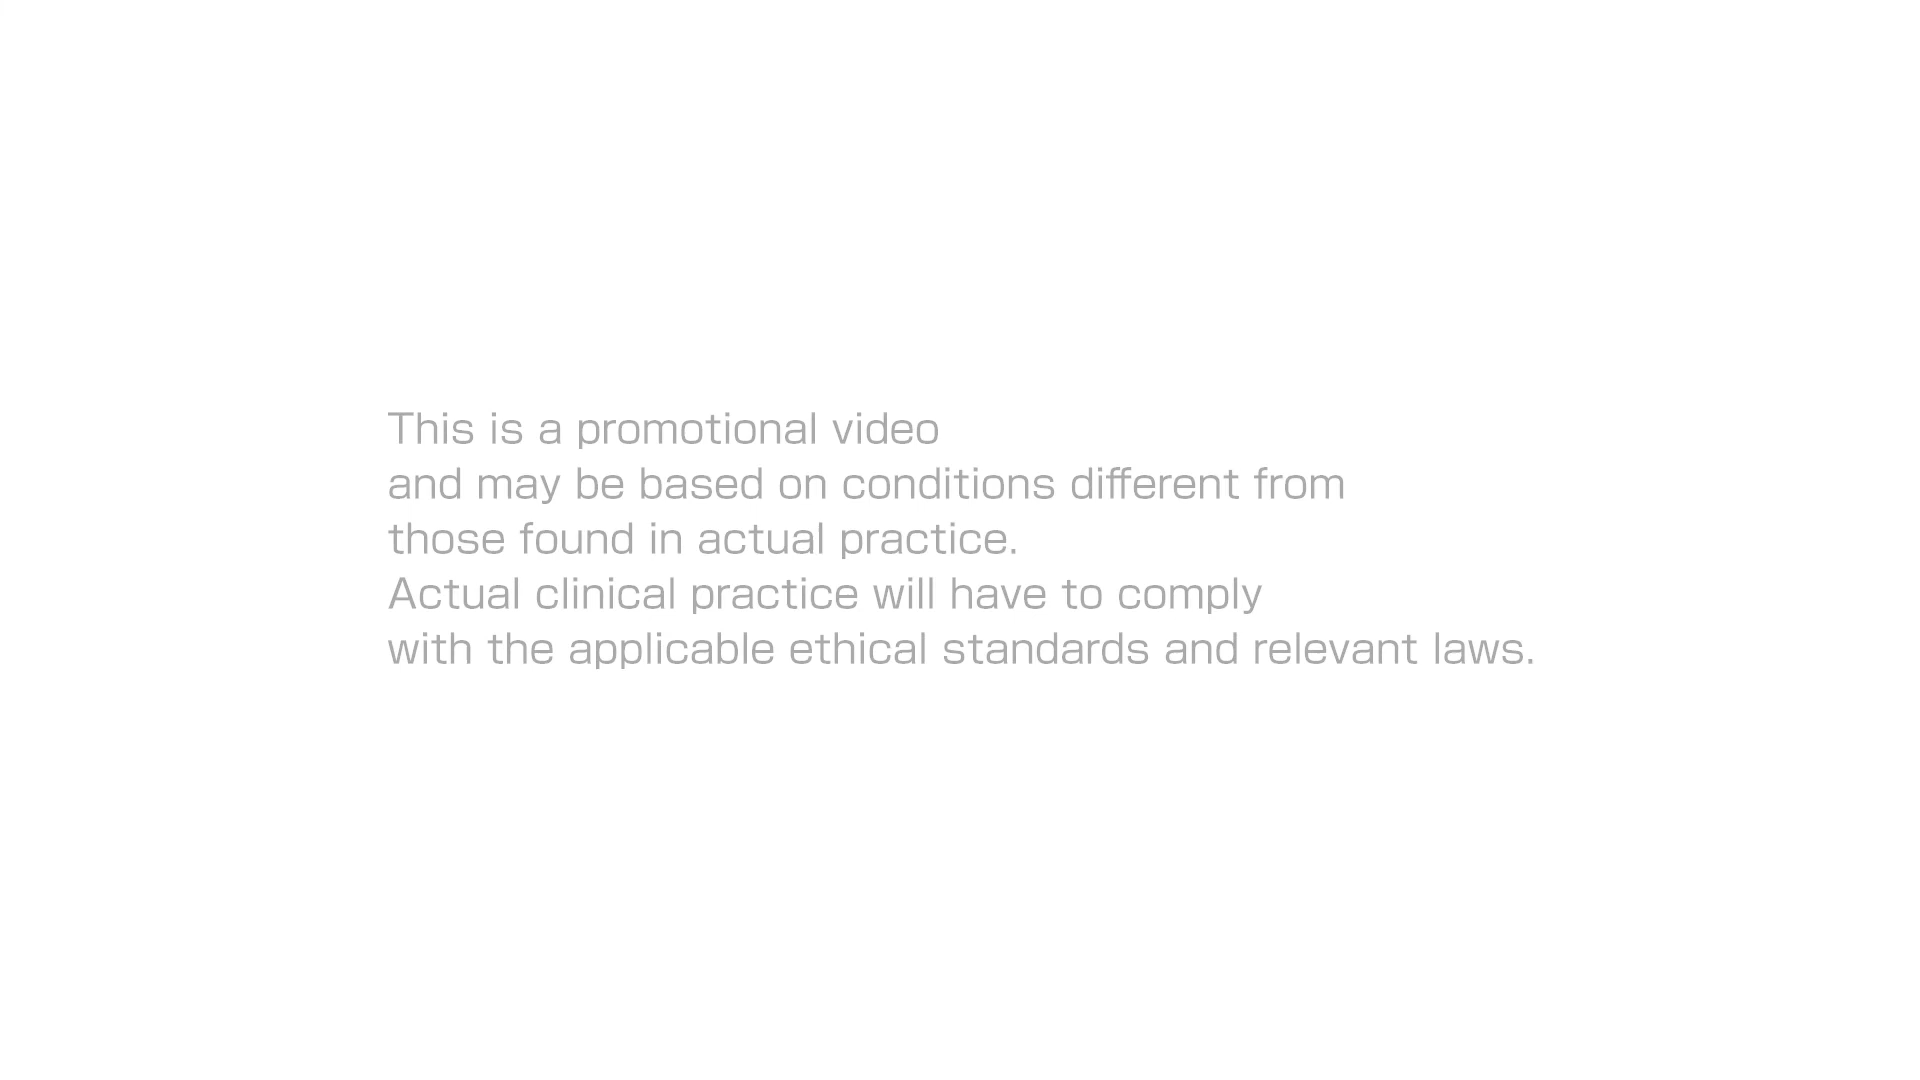 This is a promotional video
and may be based on conditions different from
those found in actual practice.
Actual clinical practice will have to comply
with the applicable ethical standards and relevant laws.